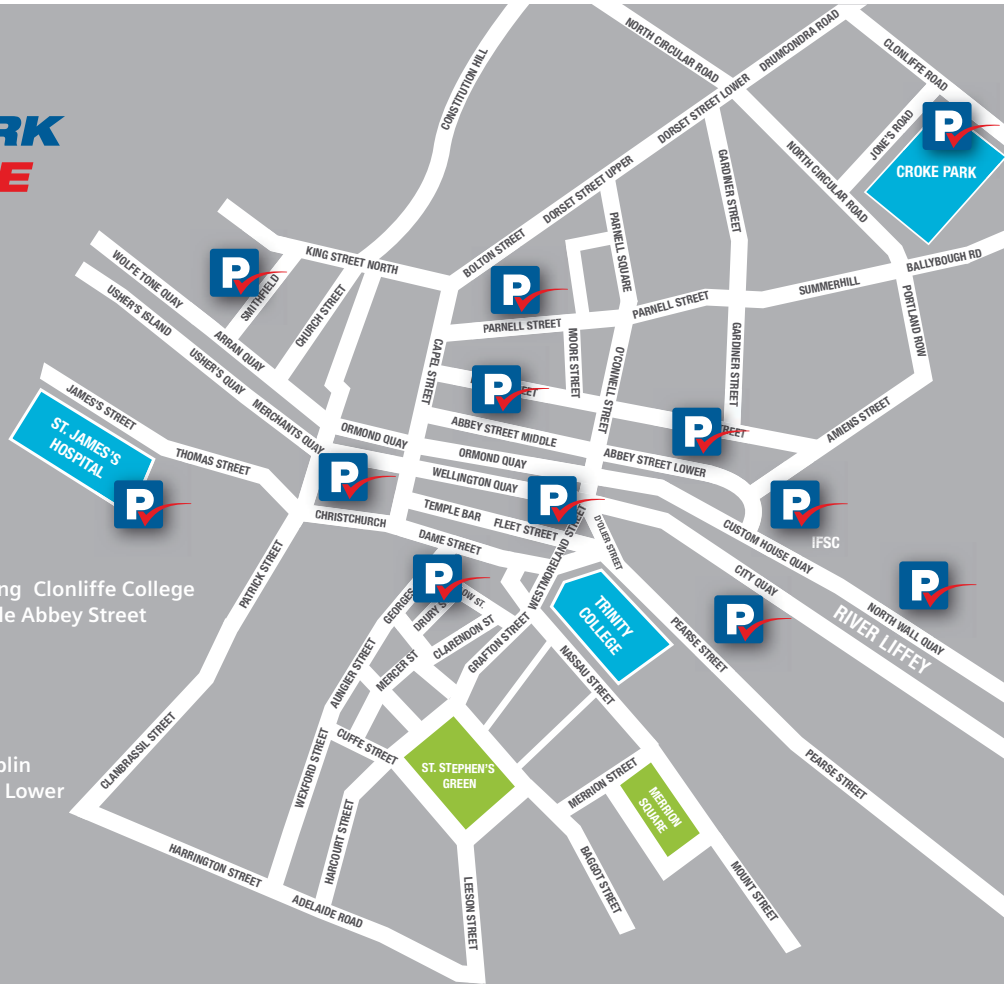 CONSTITUTION HILL
NORTH CIRCULAR ROAD
DRUMCONDRA ROAD
CLONLIFFE ROAD
DORSET STREET LOWER
JONE'S ROAD
P
CROKE PARK
NORTH CIRCULAR ROAD
GARDINER STREET
DORSET STREET UPPER
PARNELL SQUARE
BOLTON STREET
KING STREET NORTH
WOLFE TONE QUAY
P
SMITHFIELD
CHURCH STREET
P
BALLYBOUGH RD
SUMMERHILL
PORTLAND ROW
USHER'S ISLAND
ARRAN QUAY
PARNELL STREET
PARNELL STREET
MOORE STREET
O'CONNELL STREET
GARDINER STREET
CAPEL STREET
USHER'S QUAY
P
JAMES'S STREET
MERCHANTS QUAY
ORMOND QUAY
ABBEY STREET MIDDLE
P
AMIENS STREET
ST. JAMES'S
HOSPITAL
THOMAS STREET
ORMOND QUAY
ABBEY STREET LOWER
P
P
WELLINGTON QUAY
P
P
IFSC
CHRISTCHURCH
TEMPLE BAR
FLEET STREET
D'OLIER STREET
CUSTOM HOUSE QUAY
DAME STREET
WESTMORELAND STREET
PATRICK STREET
P
CITY QUAY
P
NORTH WALL QUAY
P
RIVER LIFFEY
Clonliffe College
Abbey Street
DRURY
CLARENDON ST
GRAFTON STREET
TRINITY
COLLEGE
PEARSE STREET
AUNGIER STREET
MERCER ST
NASSAU STREET
CLANBRASSIL STREET
CUFFE STREET
WEXFORD STREET
ST. STEPHEN'S
GREEN
MERRION STREET
MERRION
SQUARE
PEARSE STREET
Lower
HARCOURT STREET
HARRINGTON STREET
ADELAIDE ROAD
LEESON STREET
BAGGOT STREET
MOUNT STREET